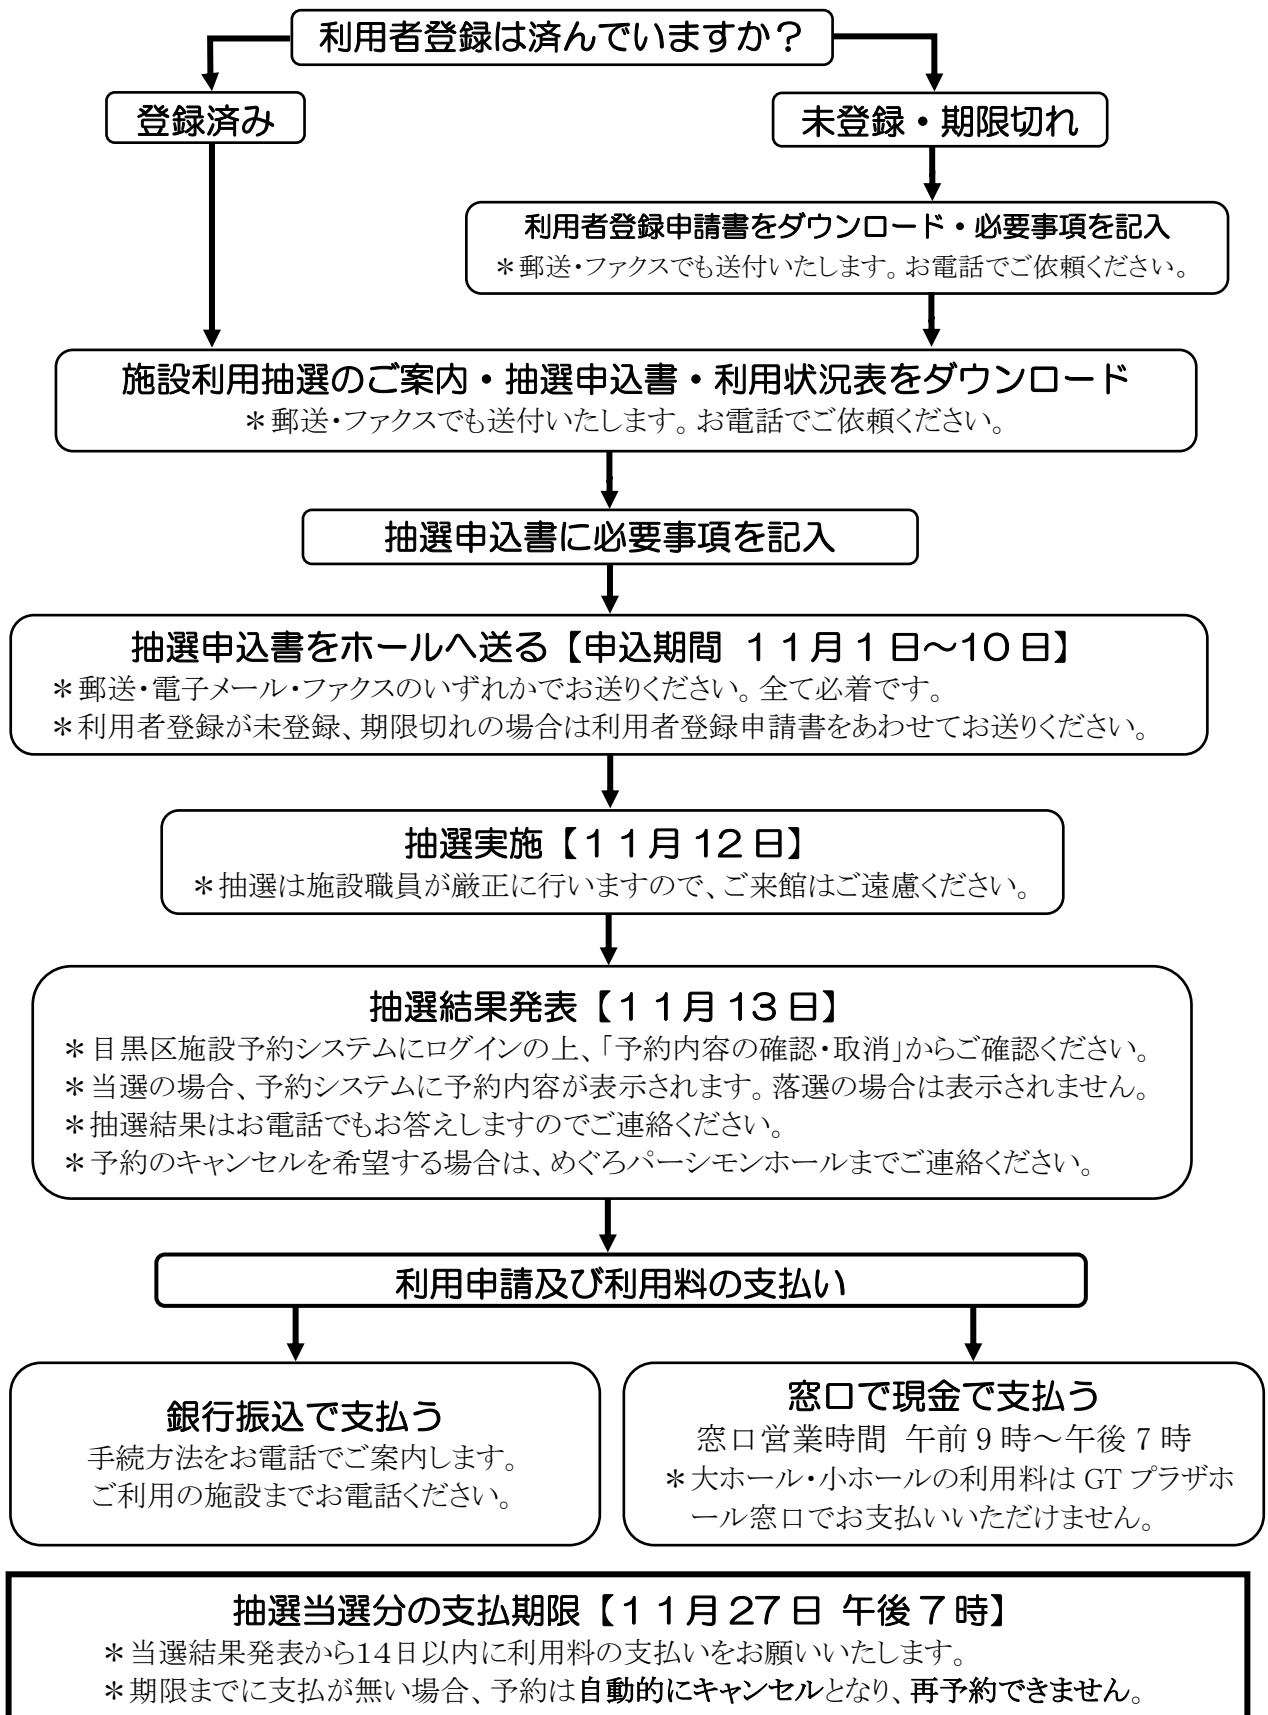 利用者登録は済んでいますか？
登録済み
未登録・期限切れ
利用者登録申請書をダウンロード・必要事項を記入
＊郵送・ファクスでも送付いたします。お電話でご依頼ください。
施設利用抽選のご案内・抽選申込書・利用状況表をダウンロード
＊郵送・ファクスでも送付いたします。お電話でご依頼ください。
抽選申込書に必要事項を記入
抽選申込書をホールへ送る【申込期間 １１月１日～10日】
＊郵送・電子メール・ファクスのいずれかでお送りください。全て必着です。
＊利用者登録が未登録、期限切れの場合は利用者登録申請書をあわせてお送りください。
抽選実施【１１月12日】
＊抽選は施設職員が厳正に行いますので、ご来館はご遠慮ください。
抽選結果発表【１１月13日】
＊目黒区施設予約システムにログインの上、「予約内容の確認・取消」からご確認ください。
＊当選の場合、予約システムに予約内容が表示されます。落選の場合は表示されません。
＊抽選結果はお電話でもお答えしますのでご連絡ください。
＊予約のキャンセルを希望する場合は、めぐろパーシモンホールまでご連絡ください。
利用申請及び利用料の支払い
銀行振込で支払う
手続方法をお電話でご案内します。
ご利用の施設までお電話ください。
窓口で現金で支払う
窓口営業時間 午前9時～午後7時
＊大ホール・小ホールの利用料はGTプラザホ
ール窓口でお支払いいただけません。
抽選当選分の支払期限【１１月27日 午後７時】
＊当選結果発表から14日以内に利用料の支払いをお願いいたします。
＊期限までに支払が無い場合、予約は自動的にキャンセルとなり、再予約できません。